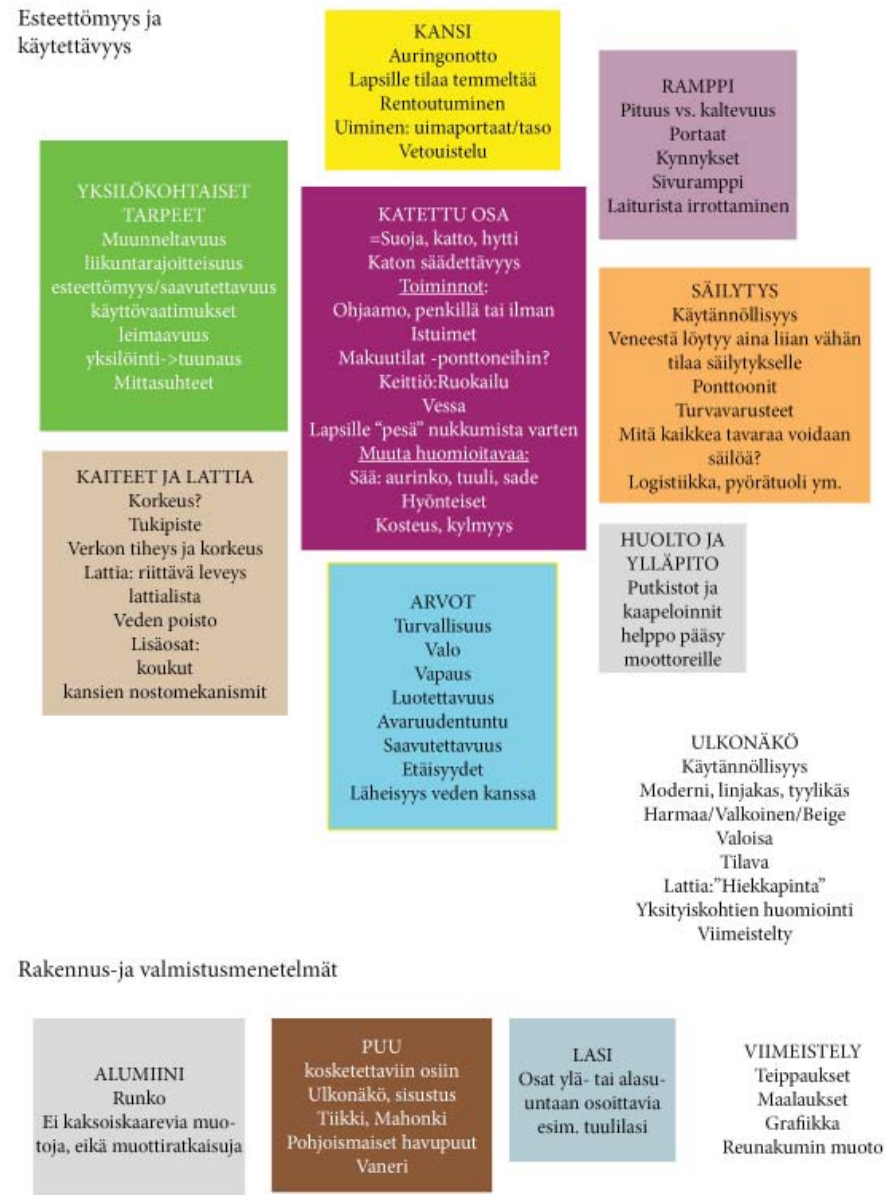 Esteettömyys ja
käytettävyys
KANSI
Auringonotto
Lapsille tilaa temmeltää
Rentoutuminen
Uiminen: uimaportaat/taso
Vetouistelu
RAMPPI
Pituus vs. kaltevuus
Portaat
Kynnykset
Sivuramppi
Laiturista irrottaminen
YKSILÖKOHTAISET
TARPEET
Muunneltavuus
liikuntarajoitteisuus
esteettömyys/saavutettavuus
käyttövaatimukset
leimaavuus
yksilöinti->tuunaus
Mittasuhteet
KATETTU OSA
=Suoja, katto, hytti
Katon säädettävyys
Toiminnot:
Ohjaamo, penkillä tai ilman
Istuimet
Makuutilat -ponttoneihin?
Keittiö:Ruokailu
Vessa
Lapsille “pesä” nukkumista varten
Muuta huomioitavaa:
Sää: aurinko, tuuli, sade
Hyönteiset
Kosteus, kylmyys
SÄILYTYS
Käytännöllisyys
Veneestä löytyy aina liian vähän
tilaa säilytykselle
Ponttoonit
Turvavarusteet
Mitä kaikkea tavaraa voidaan
säilöä?
Logistiikka, pyörätuoli ym.
KAITEET JA LATTIA
Korkeus?
Tukipiste
Verkon tiheys ja korkeus
Lattia: riittävä leveys
lattialista
Veden poisto
Lisäosat:
koukut
kansien nostomekanismit
HUOLTO JA
YLLÄPITO
Putkistot ja
kaapeloinnit
helppo pääsy
moottoreille
ARVOT
Turvallisuus
Valo
Vapaus
Luotettavuus
Avaruudentuntu
Saavutettavuus
Etäisyydet
Läheisyys veden kanssa
ULKONÄKÖ
Käytännöllisyys
Moderni, linjakas, tyylikäs
Harmaa/Valkoinen/Beige
Valoisa
Tilava
Lattia:”Hiekkapinta”
Yksityiskohtien huomiointi
Viimeistelty
Rakennus-ja valmistusmenetelmät
ALUMIINI
Runko
Ei kaksoiskaarevia muo-
toja, eikä muottiratkaisuja
PUU
kosketettaviin osiin
Ulkonäkö, sisustus
Tiikki, Mahonki
Pohjoismaiset havupuut
Vaneri
LASI
Osat ylä- tai alasu-
untaan osoittavia
esim. tuulilasi
VIIMEISTELY
Teippaukset
Maalaukset
Grafiikka
Reunakumin muoto